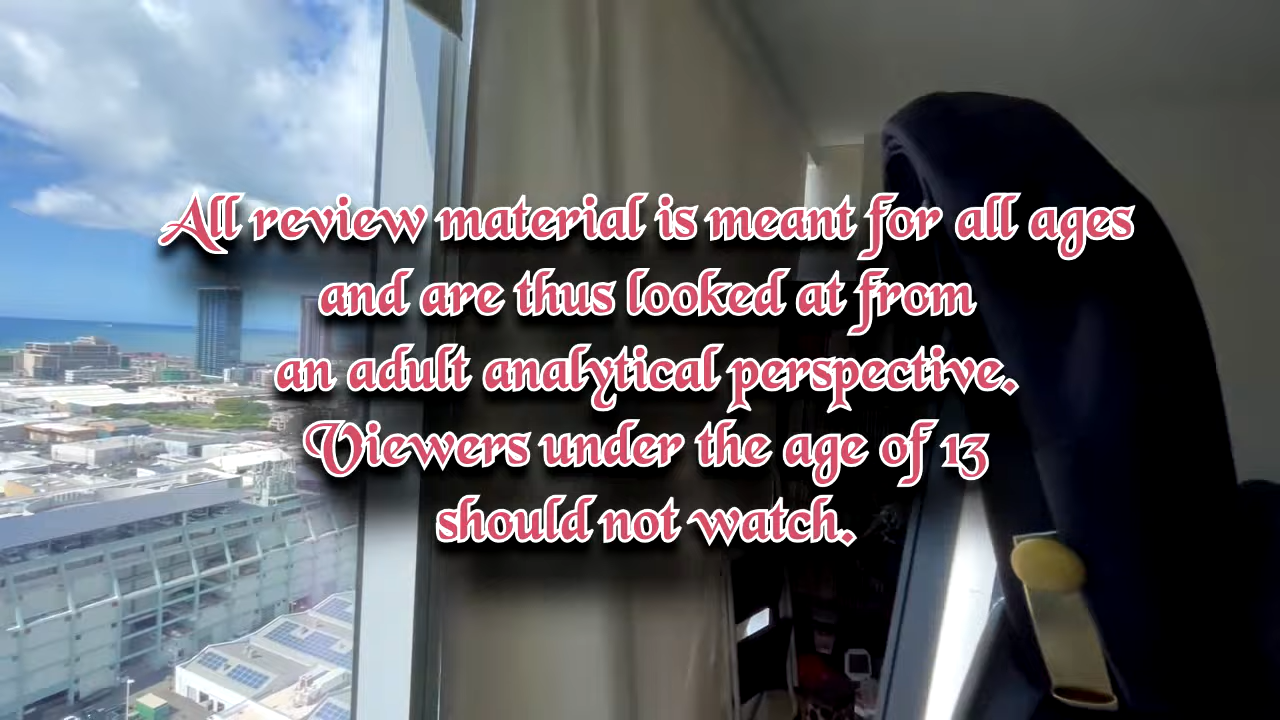 All review material is meant for all ages
and are thus looked at from
an adult analytical perspective.
Viewers under the age of 13
should not watch.